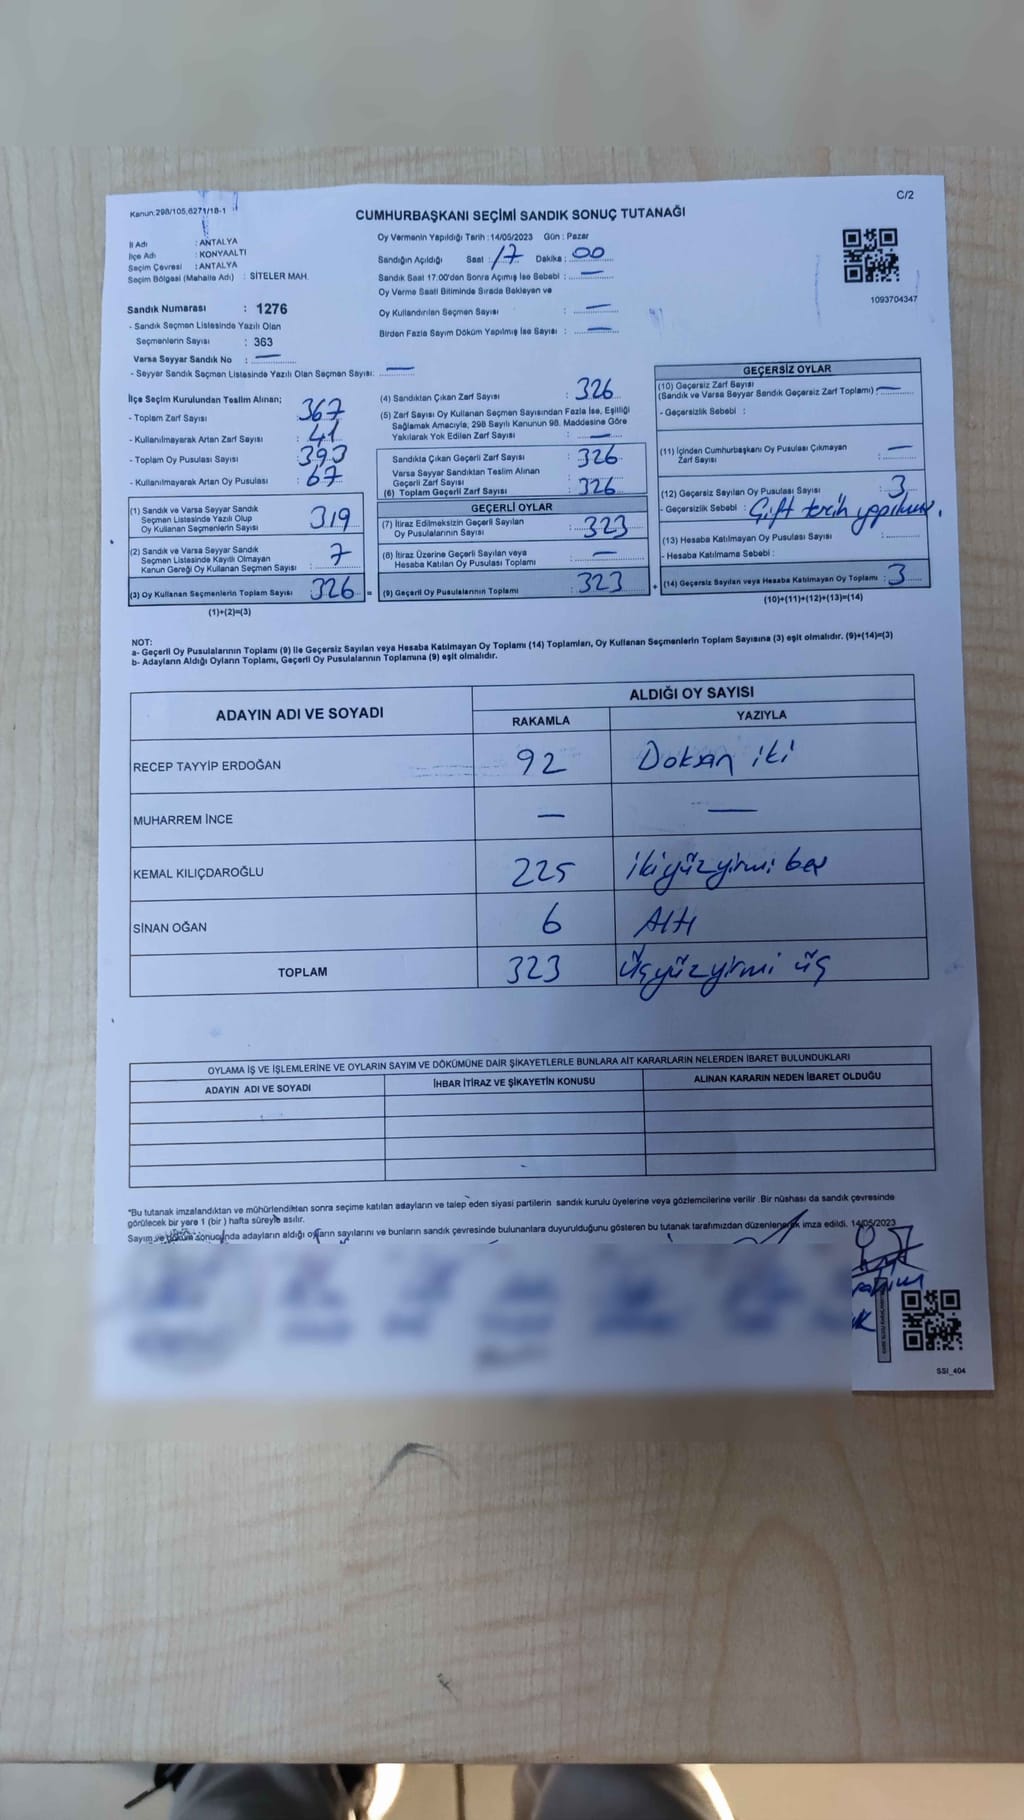 Kanun:298/105,6271/18-1
C/2
CUMHURBAŞKANI SEÇİMİ SANDIK SONUÇ TUTANAĞI
İl Adı : ANTALYA
İlçe Adı : KONYAALTI
Seçim Çevresi : ANTALYA
Seçim Bölgesi (Mahalle Adı) : SİTELER MAH.
Oy Vermenin Yapıldığı Tarih : 14/05/2023 Gün : Pazar
Sandığın Açıldığı Saat : 17 Dakika : 00
Sandık Saat 17.00'dan Sonra Açımış İse Sebebi : —
Oy Verme Saati Bitiminde Sırada Bekleyen ve
Oy Kullandırılan Seçmen Sayısı : —
Birden Fazla Sayım Döküm Yapılmış İse Sayısı : —
1093704347
Sandık Numarası : 1276
- Sandık Seçmen Listesinde Yazılı Olan
Seçmenlerin Sayısı : 363
Varsa Seyyar Sandık No : —
- Seyyar Sandık Seçmen Listesinde Yazılı Olan Seçmen Sayısı: —
İlçe Seçim Kurulundan Teslim Alınan;
- Toplam Zarf Sayısı : 367
- Kullanılmayarak Artan Zarf Sayısı : 41
- Toplam Oy Pusulası Sayısı : 393
- Kullanılmayarak Artan Oy Pusulası : 67
(1) Sandık ve Varsa Seyyar Sandık
Seçmen Listesinde Yazılı Olup
Oy Kullanan Seçmenlerin Sayısı : 319
(2) Sandık ve Varsa Seyyar Sandık
Seçmen Listesinde Kayıtlı Olmayan
Kanun Gereği Oy Kullanan Seçmen Sayısı : 7
(3) Oy Kullanan Seçmenlerin Toplam Sayısı : 326 =
(1)+(2)=(3)
(4) Sandıktan Çıkan Zarf Sayısı : 326
(5) Zarf Sayısı Oy Kullanan Seçmen Sayısından Fazla İse, Eşitliği
Sağlamak Amacıyla, 298 Sayılı Kanunun 98. Maddesine Göre
Yakılarak Yok Edilen Zarf Sayısı : —
Sandıkta Çıkan Geçerli Zarf Sayısı : 326
Varsa Seyyar Sandıktan Teslim Alınan
Geçerli Zarf Sayısı :
(6) Toplam Geçerli Zarf Sayısı : 326
GEÇERLİ OYLAR
(7) İtiraz Edilmeksizin Geçerli Sayılan
Oy Pusulalarının Sayısı : 323
(8) İtiraz Üzerine Geçerli Sayılan veya
Hesaba Katılan Oy Pusulası Toplamı : —
(9) Geçerli Oy Pusulalarının Toplamı : 323 +
GEÇERSİZ OYLAR
(10) Geçersiz Zarf Sayısı
(Sandık ve Varsa Seyyar Sandık Geçersiz Zarf Toplamı) : —
- Geçersizlik Sebebi :
(11) İçinden Cumhurbaşkanı Oy Pusulası Çıkmayan
Zarf Sayısı : —
(12) Geçersiz Sayılan Oy Pusulası Sayısı : 3
- Geçersizlik Sebebi : Çift tercih yapılmış.
(13) Hesaba Katılmayan Oy Pusulası Sayısı :
- Hesaba Katılmama Sebebi :
(14) Geçersiz Sayılan veya Hesaba Katılmayan Oy Toplamı : 3
(10)+(11)+(12)+(13)=(14)
NOT:
a- Geçerli Oy Pusulalarının Toplamı (9) ile Geçersiz Sayılan veya Hesaba Katılmayan Oy Toplamı (14) Toplamları, Oy Kullanan Seçmenlerin Toplam Sayısına (3) eşit olmalıdır. (9)+(14)=(3)
b- Adayların Aldığı Oyların Toplamı, Geçerli Oy Pusulalarının Toplamına (9) eşit olmalıdır.
ADAYIN ADI VE SOYADI
ALDIĞI OY SAYISI
RAKAMLA YAZIYLA
RECEP TAYYİP ERDOĞAN 92 Doksan iki
MUHARREM İNCE — —
KEMAL KILIÇDAROĞLU 225 ikiyüzyirmi beş
SİNAN OĞAN 6 Altı
TOPLAM 323 üçyüzyirmi üç
OYLAMA İŞ VE İŞLEMLERİNE VE OYLARIN SAYIM VE DÖKÜMÜNE DAİR ŞİKAYETLERLE BUNLARA AİT KARARLARIN NELERDEN İBARET BULUNDUKLARI
ADAYIN ADI VE SOYADI İHBAR İTİRAZ VE ŞİKAYETİN KONUSU ALINAN KARARIN NEDEN İBARET OLDUĞU
*Bu tutanak imzalandıktan ve mühürlendikten sonra seçime katılan adayların ve talep eden siyasi partilerin sandık kurulu üyelerine veya gözlemcilerine verilir .Bir nüshası da sandık çevresinde
görülecek bir yere 1 (bir ) hafta süreyle asılır.
Sayım ve döküm sonucunda adayların aldığı oyların sayılarını ve bunların sandık çevresinde bulunanlara duyurulduğunu gösteren bu tutanak tarafımızdan düzenlenerek imza edildi. 14/05/2023
SSI_404